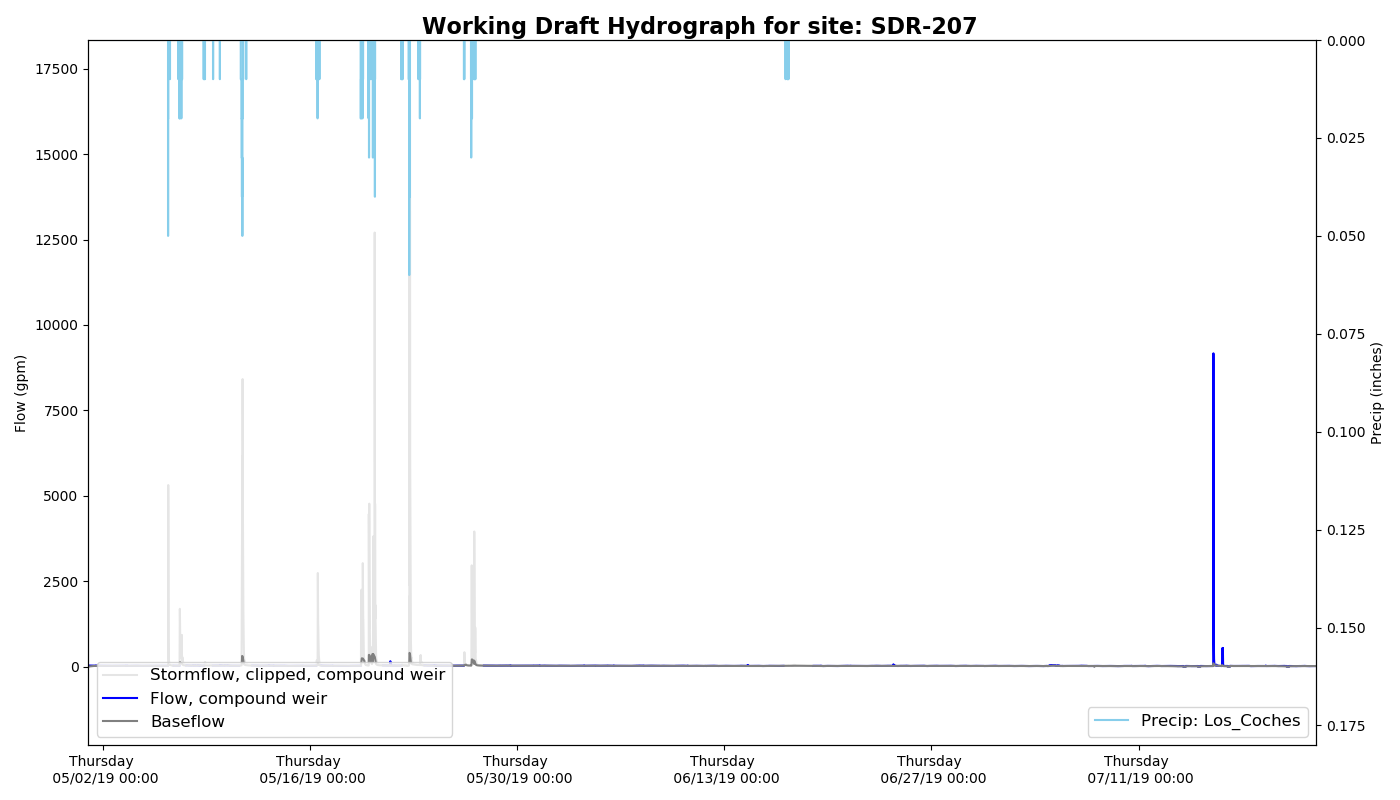 Working Draft Hydrograph for site: SDR-207
17500
15000
12500
10000
7500
5000
2500
0
Flow (gpm)
0.000
0.025
0.050
0.075
0.100
0.125
0.150
0.175
Precip (inches)
Stormflow, clipped, compound weir
Flow, compound weir
Baseflow
Precip: Los_Coches
Thursday
05/02/19 00:00
Thursday
05/16/19 00:00
Thursday
05/30/19 00:00
Thursday
06/13/19 00:00
Thursday
06/27/19 00:00
Thursday
07/11/19 00:00